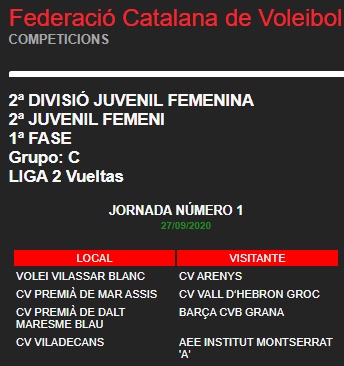 Federació Catalana de Voleibol
COMPETICIONS
2ª DIVISIÓ JUVENIL FEMENINA
2ª JUVENIL FEMENI
1ª FASE
Grupo: C
LIGA 2 Vueltas
JORNADA NÚMERO 1
27/09/2020
LOCAL VISITANTE
VOLEI VILASSAR BLANC CV ARENYS
CV PREMIÀ DE MAR ASSIS CV VALL D'HEBRON GROC
CV PREMIÀ DE DALT BARÇA CVB GRANA
MARESME BLAU
CV VILADECANS AEE INSTITUT MONTSERRAT
'A'